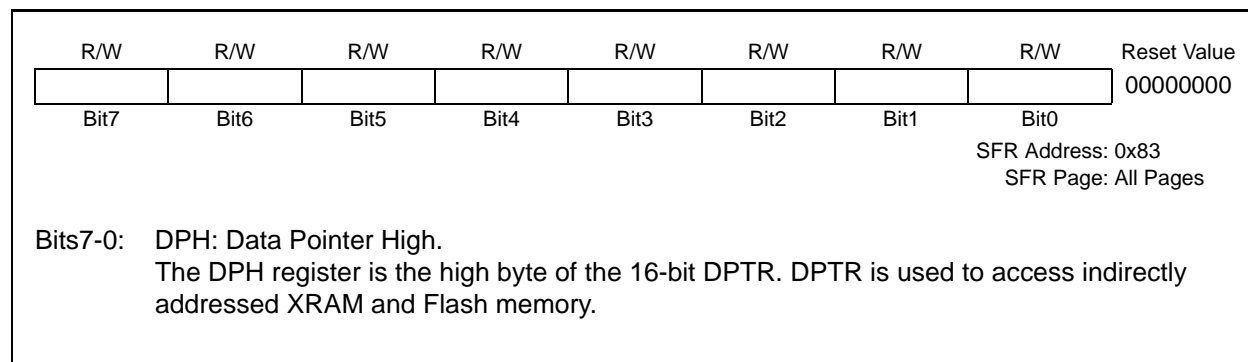 R/W R/W R/W R/W R/W R/W R/W R/W Reset Value
00000000
Bit7 Bit6 Bit5 Bit4 Bit3 Bit2 Bit1 Bit0
SFR Address: 0x83
SFR Page: All Pages
Bits7-0: DPH: Data Pointer High.
The DPH register is the high byte of the 16-bit DPTR. DPTR is used to access indirectly
addressed XRAM and Flash memory.